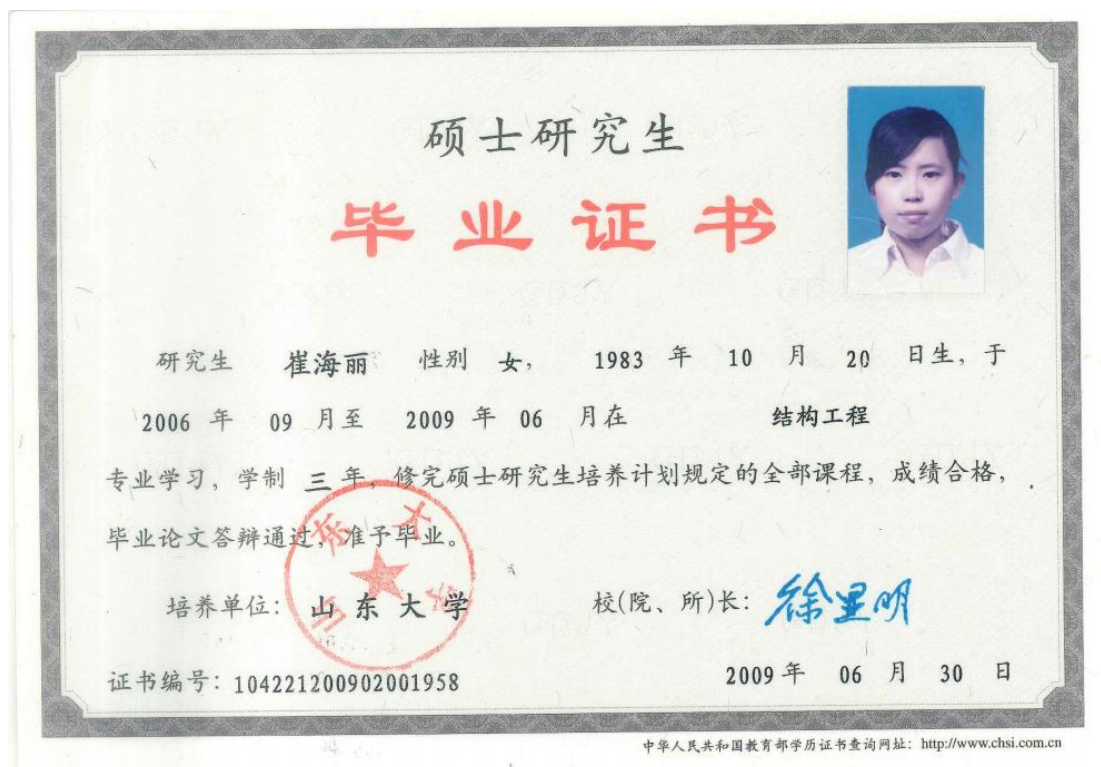 硕士研究生
毕业证书
研究生 崔海丽 性别 女， 1983 年 10 月 20 日生，于
2006 年 09 月至 2009 年 06 月在 结构工程
专业学习，学制 三 年，修完硕士研究生培养计划规定的全部课程，成绩合格，
毕业论文答辩通过，准予毕业。
培养单位：山东大学 校(院、所)长：徐显明
山东大学
证书编号：104221200902001958 2009 年 06 月 30 日
中华人民共和国教育部学历证书查询网址：http://www.chsi.com.cn